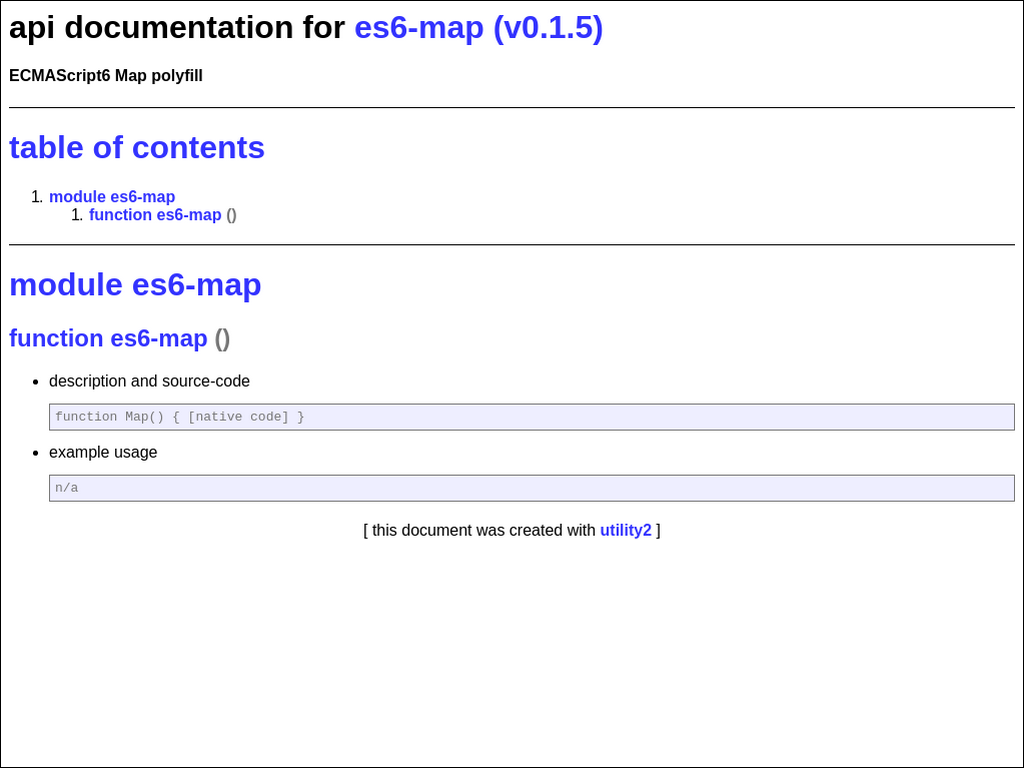 api documentation for es6-map (v0.1.5)
ECMAScript6 Map polyfill
table of contents
1. module es6-map
1. function es6-map ()
module es6-map
function es6-map ()
• description and source-code
function Map() { [native code] }
• example usage
n/a
[ this document was created with utility2 ]